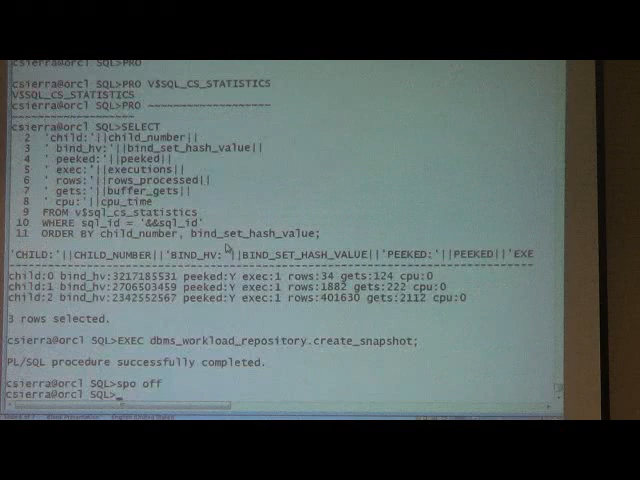 csierra@orcl SQL>PRO
csierra@orcl SQL>PRO V$SQL_CS_STATISTICS
V$SQL_CS_STATISTICS
csierra@orcl SQL>PRO ~~~~~~~~~~~~~~~~~~~
~~~~~~~~~~~~~~~~~~~
csierra@orcl SQL>SELECT
2 'child:'||child_number||
3 ' bind_hv:'||bind_set_hash_value||
4 ' peeked:'||peeked||
5 ' exec:'||executions||
6 ' rows:'||rows_processed||
7 ' gets:'||buffer_gets||
8 ' cpu:'||cpu_time
9 FROM v$sql_cs_statistics
10 WHERE sql_id = '&&sql_id'
11 ORDER BY child_number, bind_set_hash_value;
'CHILD:'||CHILD_NUMBER||'BIND_HV:'||BIND_SET_HASH_VALUE||'PEEKED:'||PEEKED||'EXE
--------------------------------------------------------------------------------
child:0 bind_hv:3217185531 peeked:Y exec:1 rows:34 gets:124 cpu:0
child:1 bind_hv:2706503459 peeked:Y exec:1 rows:1882 gets:222 cpu:0
child:2 bind_hv:2342552567 peeked:Y exec:1 rows:401630 gets:2112 cpu:0
3 rows selected.
csierra@orcl SQL>EXEC dbms_workload_repository.create_snapshot;
PL/SQL procedure successfully completed.
csierra@orcl SQL>spo off
csierra@orcl SQL>_
English (United States)